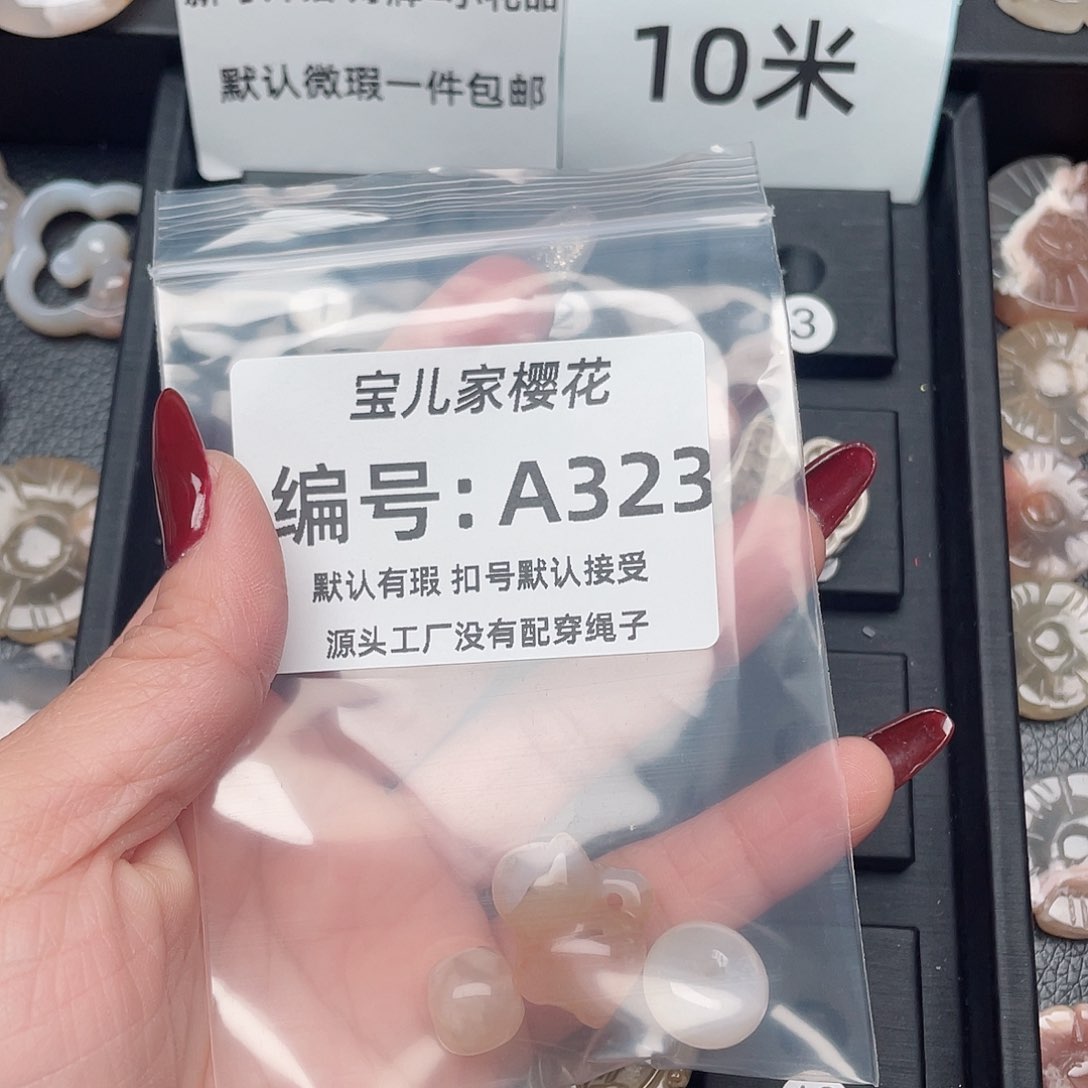 默认微瑕一件包邮
10米
2
3
宝儿家樱花
编号:A323
默认有瑕 扣号默认接受
源头工厂没有配穿绳子